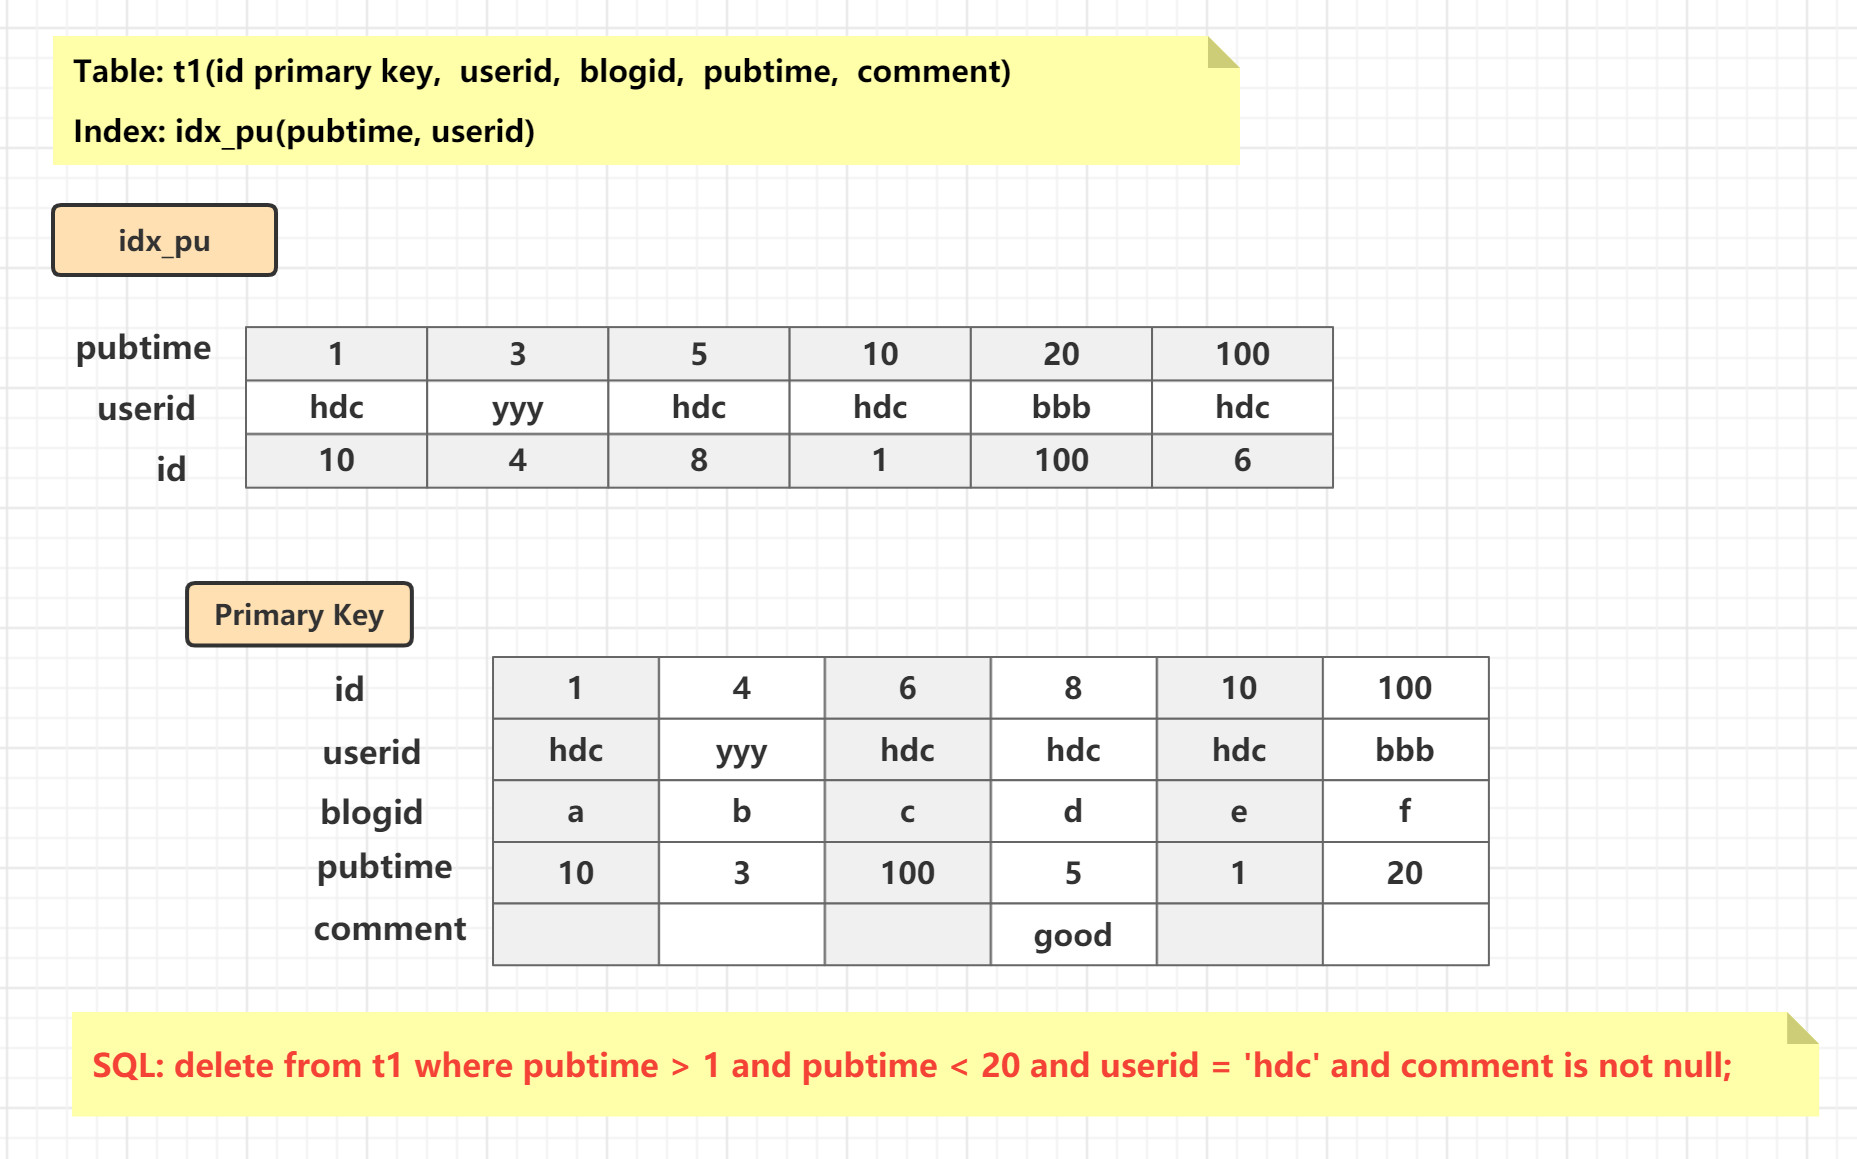 Table: t1(id primary key, userid, blogid, pubtime, comment)
Index: idx_pu(pubtime, userid)
idx_pu
pubtime 1 3 5 10 20 100
userid hdc yyy hdc hdc bbb hdc
id 10 4 8 1 100 6
Primary Key
id 1 4 6 8 10 100
userid hdc yyy hdc hdc hdc bbb
blogid a b c d e f
pubtime 10 3 100 5 1 20
comment good
SQL: delete from t1 where pubtime > 1 and pubtime < 20 and userid = 'hdc' and comment is not null;